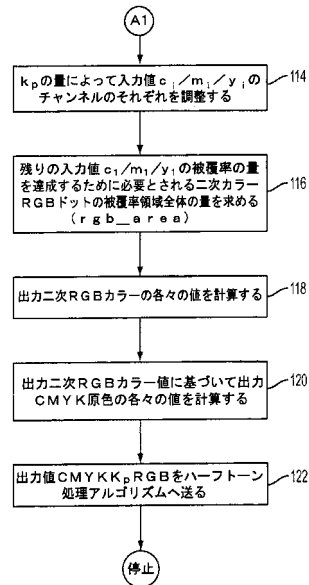 A1
kpの量によって入力値ci/mi/yiの
チャンネルのそれぞれを調整する
114
残りの入力値c1/m1/y1の被覆率の量
を達成するために必要とされる二次カラー
RGBドットの被覆率領域全体の量を求める
(rgb_area)
116
出力二次RGBカラーの各々の値を計算する
118
出力二次RGBカラー値に基づいて出力
CMYK原色の各々の値を計算する
120
出力値CMYKKpRGBをハーフトーン
処理アルゴリズムへ送る
122
停止